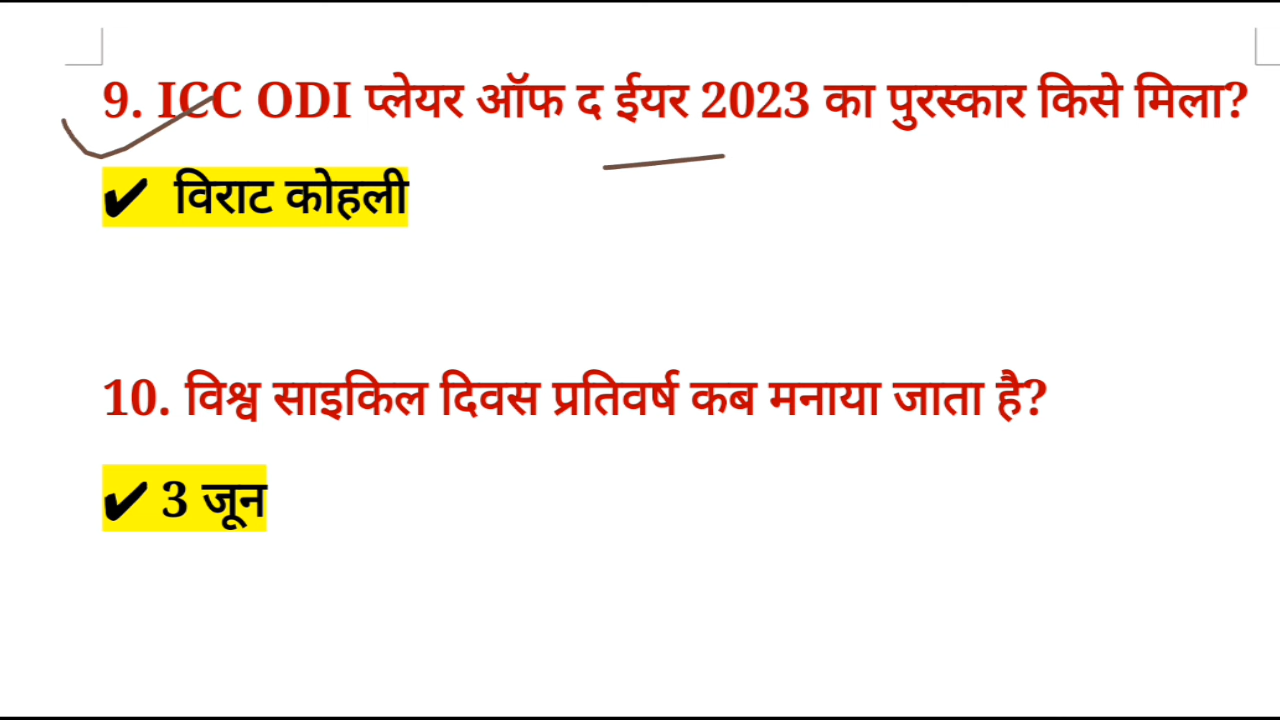 9. ICC ODI प्लेयर ऑफ द ईयर 2023 का पुरस्कार किसे मिला?
✔ विराट कोहली
10. विश्व साइकिल दिवस प्रतिवर्ष कब मनाया जाता है?
✔ 3 जून